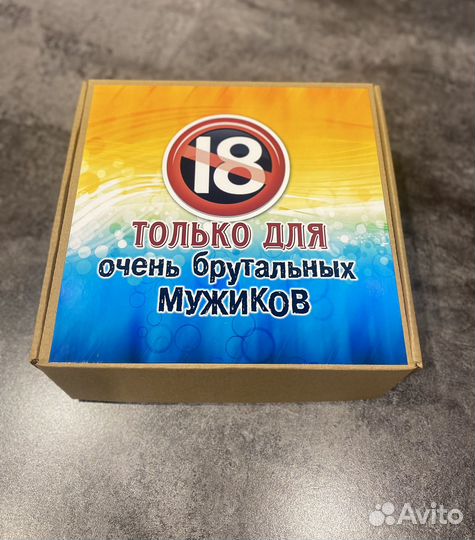 18
ТОЛЬКО ДЛЯ
очень брутальных
мужиков
Avito